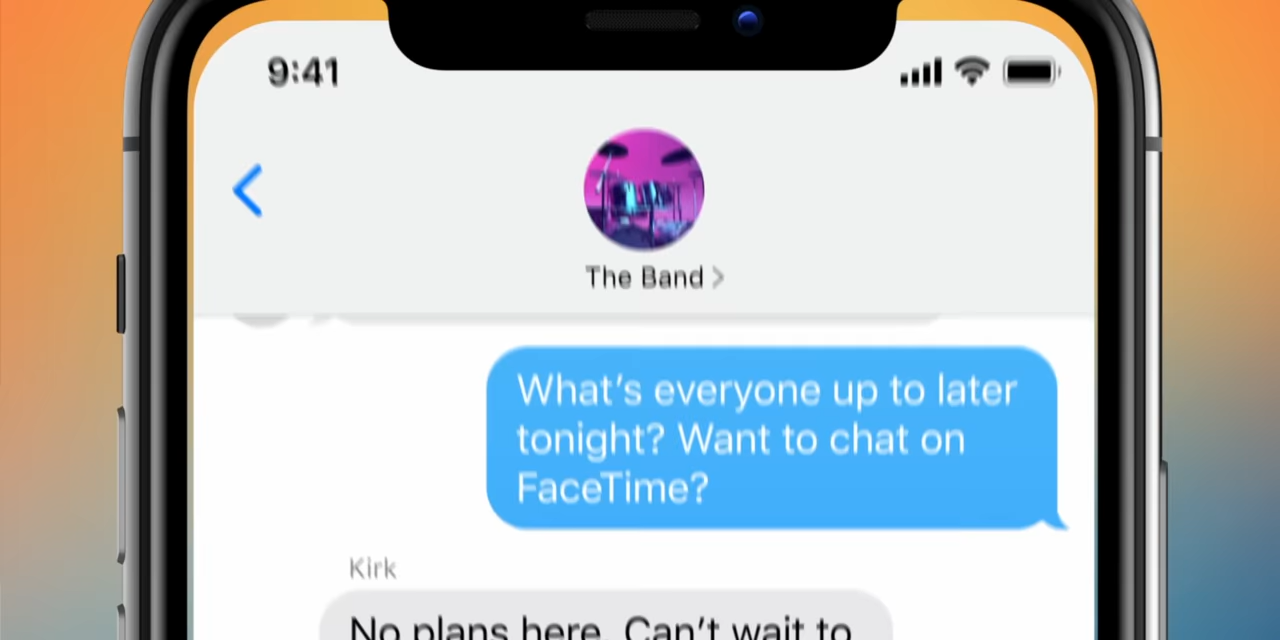 9:41
The Band >
What's everyone up to later
tonight? Want to chat on
FaceTime?
Kirk
No plans here. Can't wait to